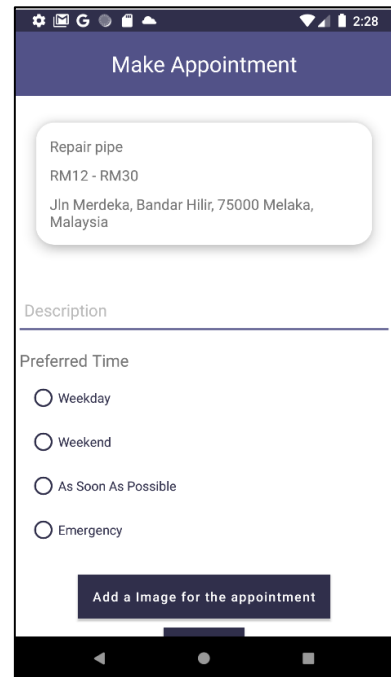 G 2:28
Make Appointment
Repair pipe
RM12 - RM30
Jln Merdeka, Bandar Hilir, 75000 Melaka,
Malaysia
Description
Preferred Time
Weekday
Weekend
As Soon As Possible
Emergency
Add a Image for the appointment